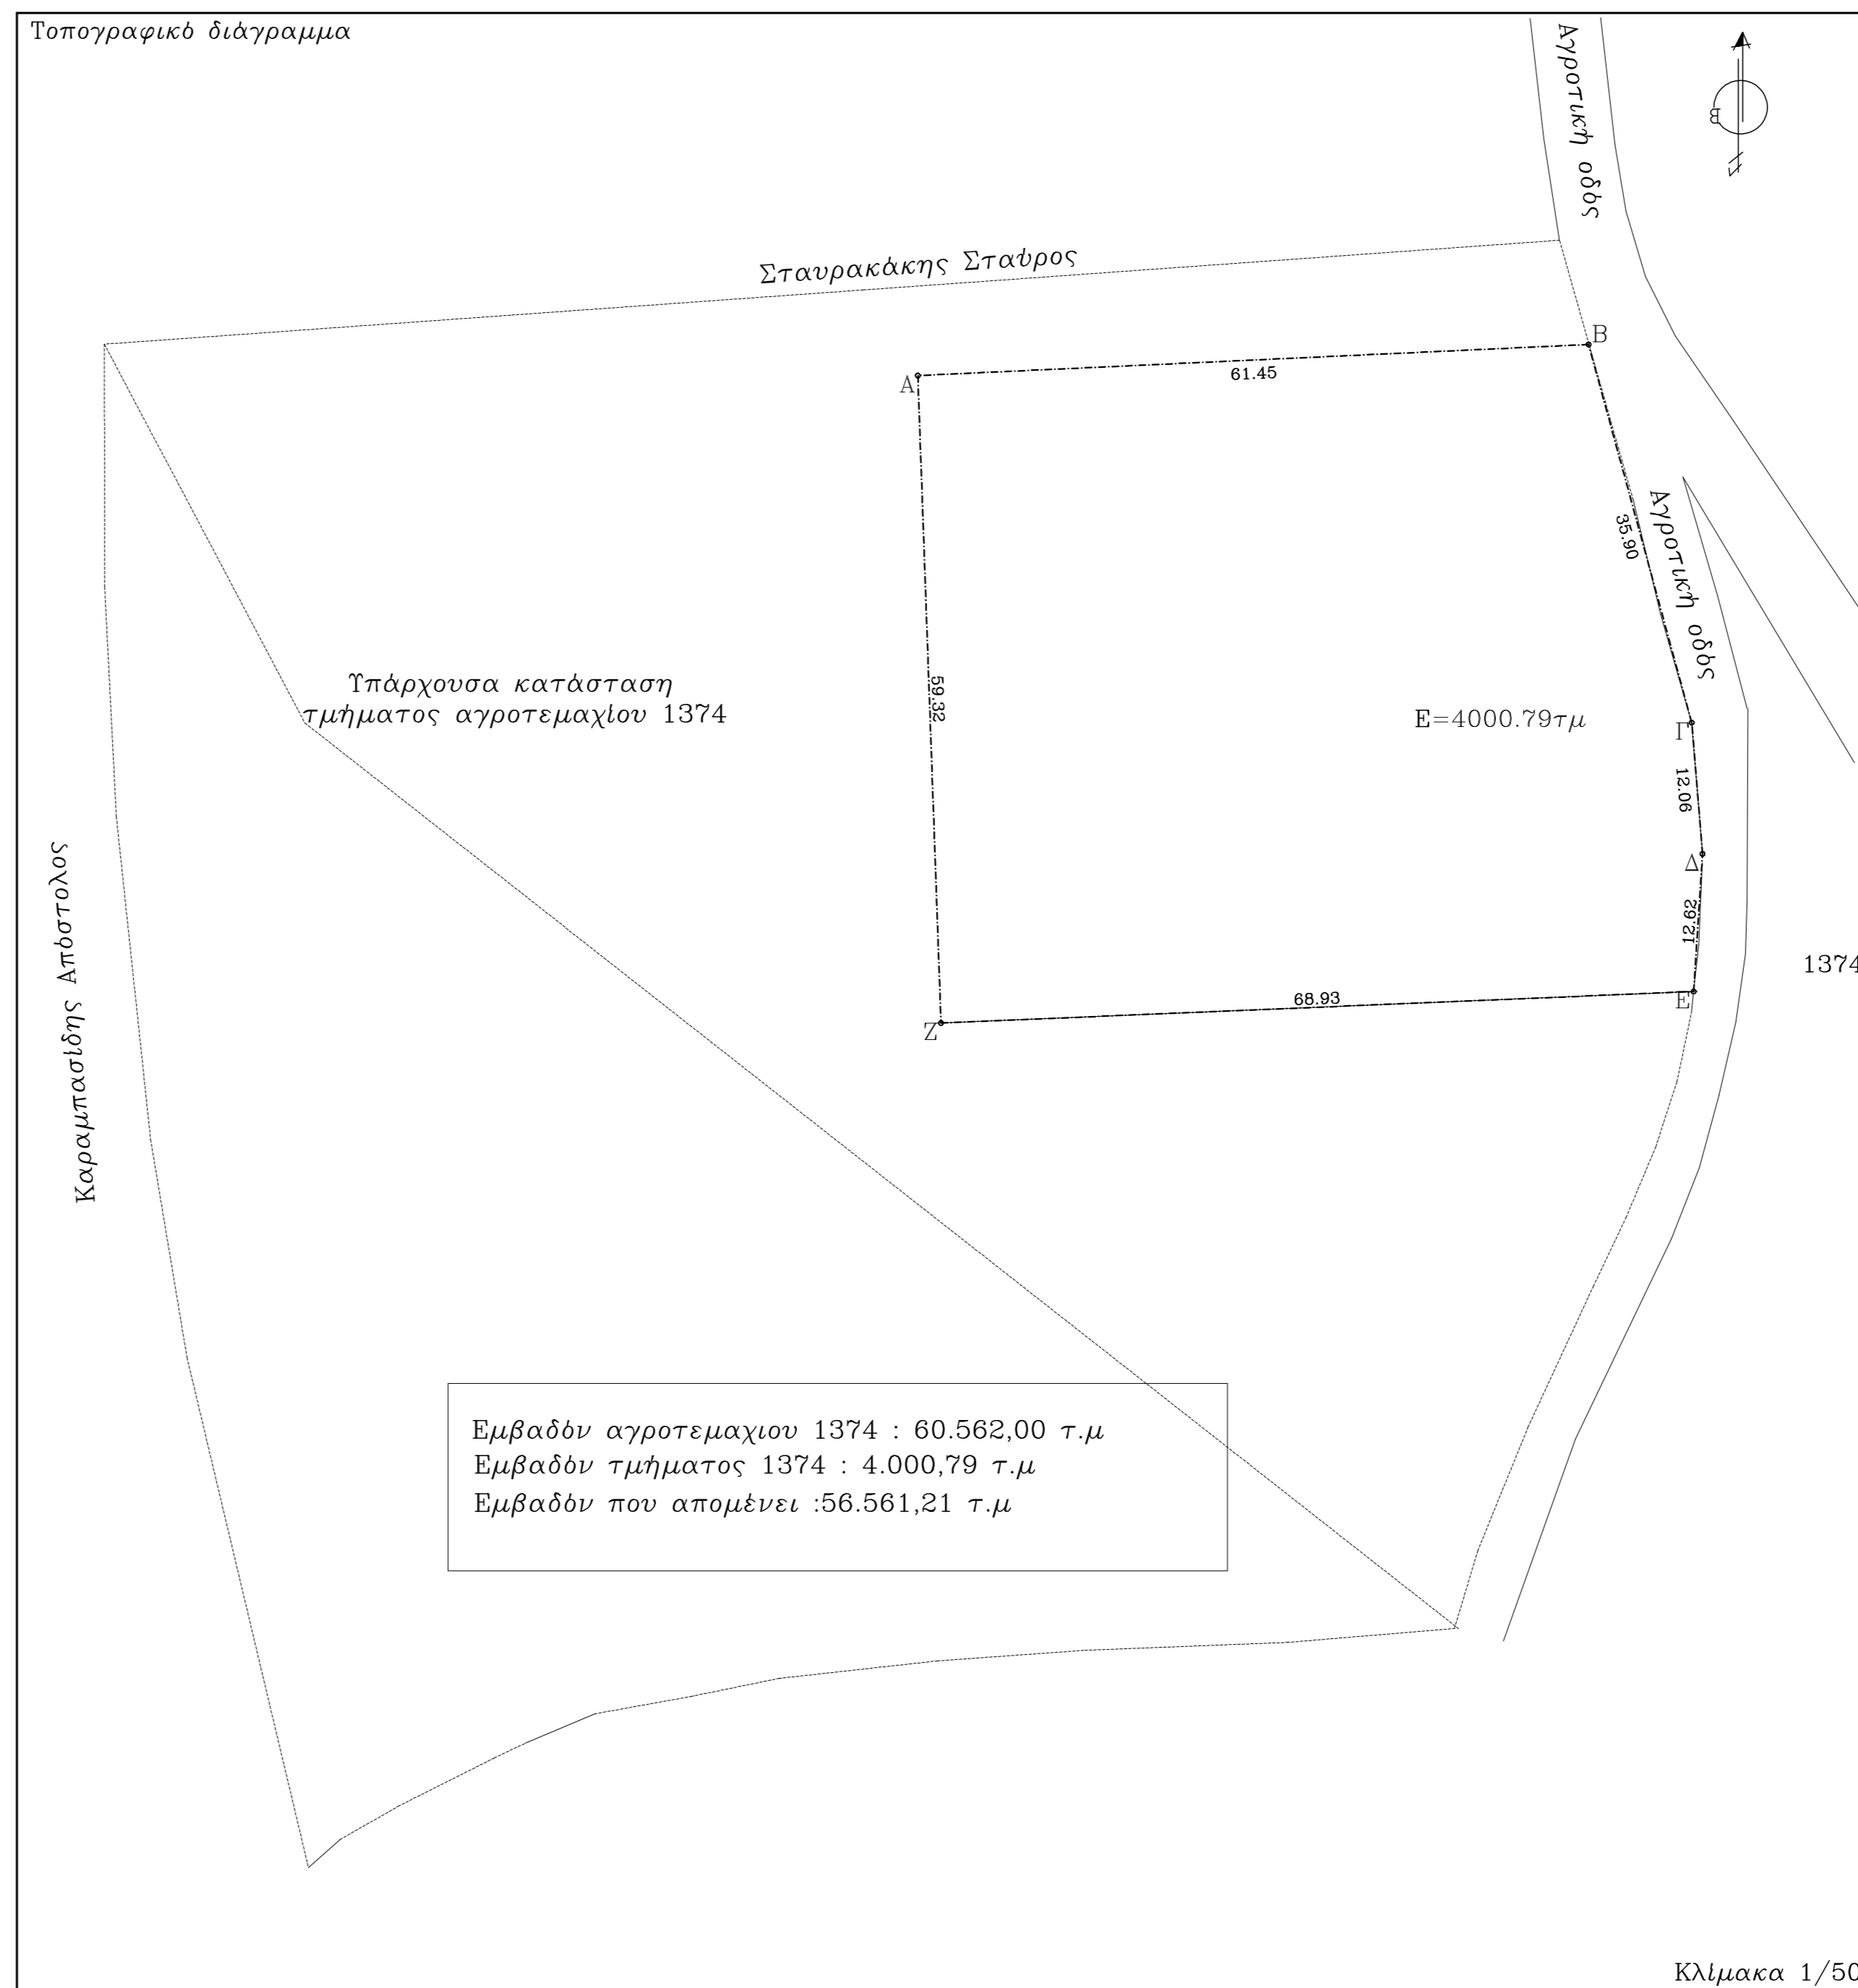 Τοπογραφικό διάγραμμα
Αγροτική οδός
Β
Σταυρακάκης Σταύρος
Β
Α
61.45
35.90
Αγροτική οδός
Υπάρχουσα κατάσταση
τμήματος αγροτεμαχίου 1374
59.32
Ε=4000.79τμ
Γ
12.06
Δ
12.62
Καραμπασίδης Απόστολος
1374
68.93
Ε
Ζ
Εμβαδόν αγροτεμαχιου 1374 : 60.562,00 τ.μ
Εμβαδόν τμήματος 1374 : 4.000,79 τ.μ
Εμβαδόν που απομένει :56.561,21 τ.μ
Κλίμακα 1/50